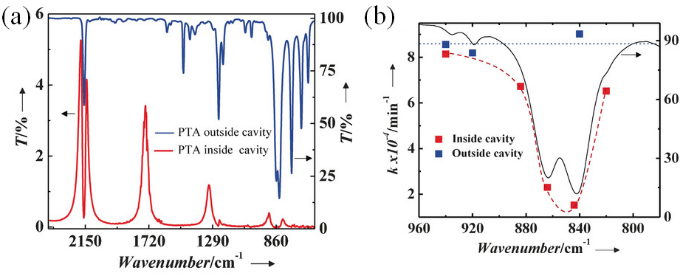 (a)
6
4
2
0
T/% →
100
75
50
25
0
T/% →
PTA outside cavity
PTA inside cavity
2150 1720 1290 860
Wavenumber/cm⁻¹ →
(b)
8
6
4
2
k x10⁻⁴/min⁻¹ →
90
60
30
0
T/% →
Inside cavity
Outside cavity
960 920 880 840 800
Wavenumber/cm⁻¹ →